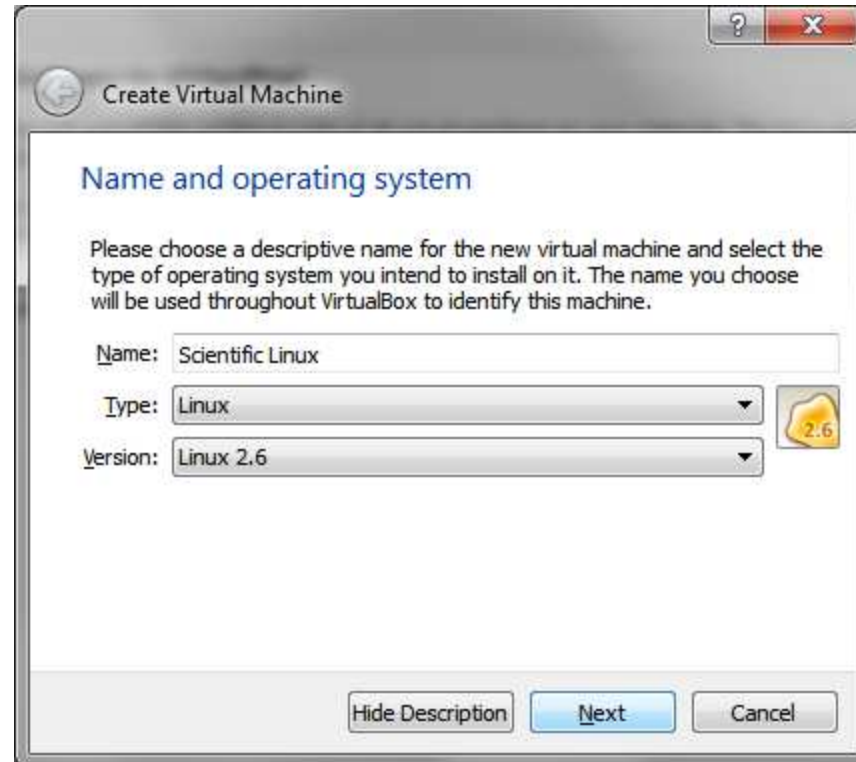 Create Virtual Machine
Name and operating system
Please choose a descriptive name for the new virtual machine and select the
type of operating system you intend to install on it. The name you choose
will be used throughout VirtualBox to identify this machine.
Name: Scientific Linux
Type: Linux
2.6
Version: Linux 2.6
Hide Description Next Cancel